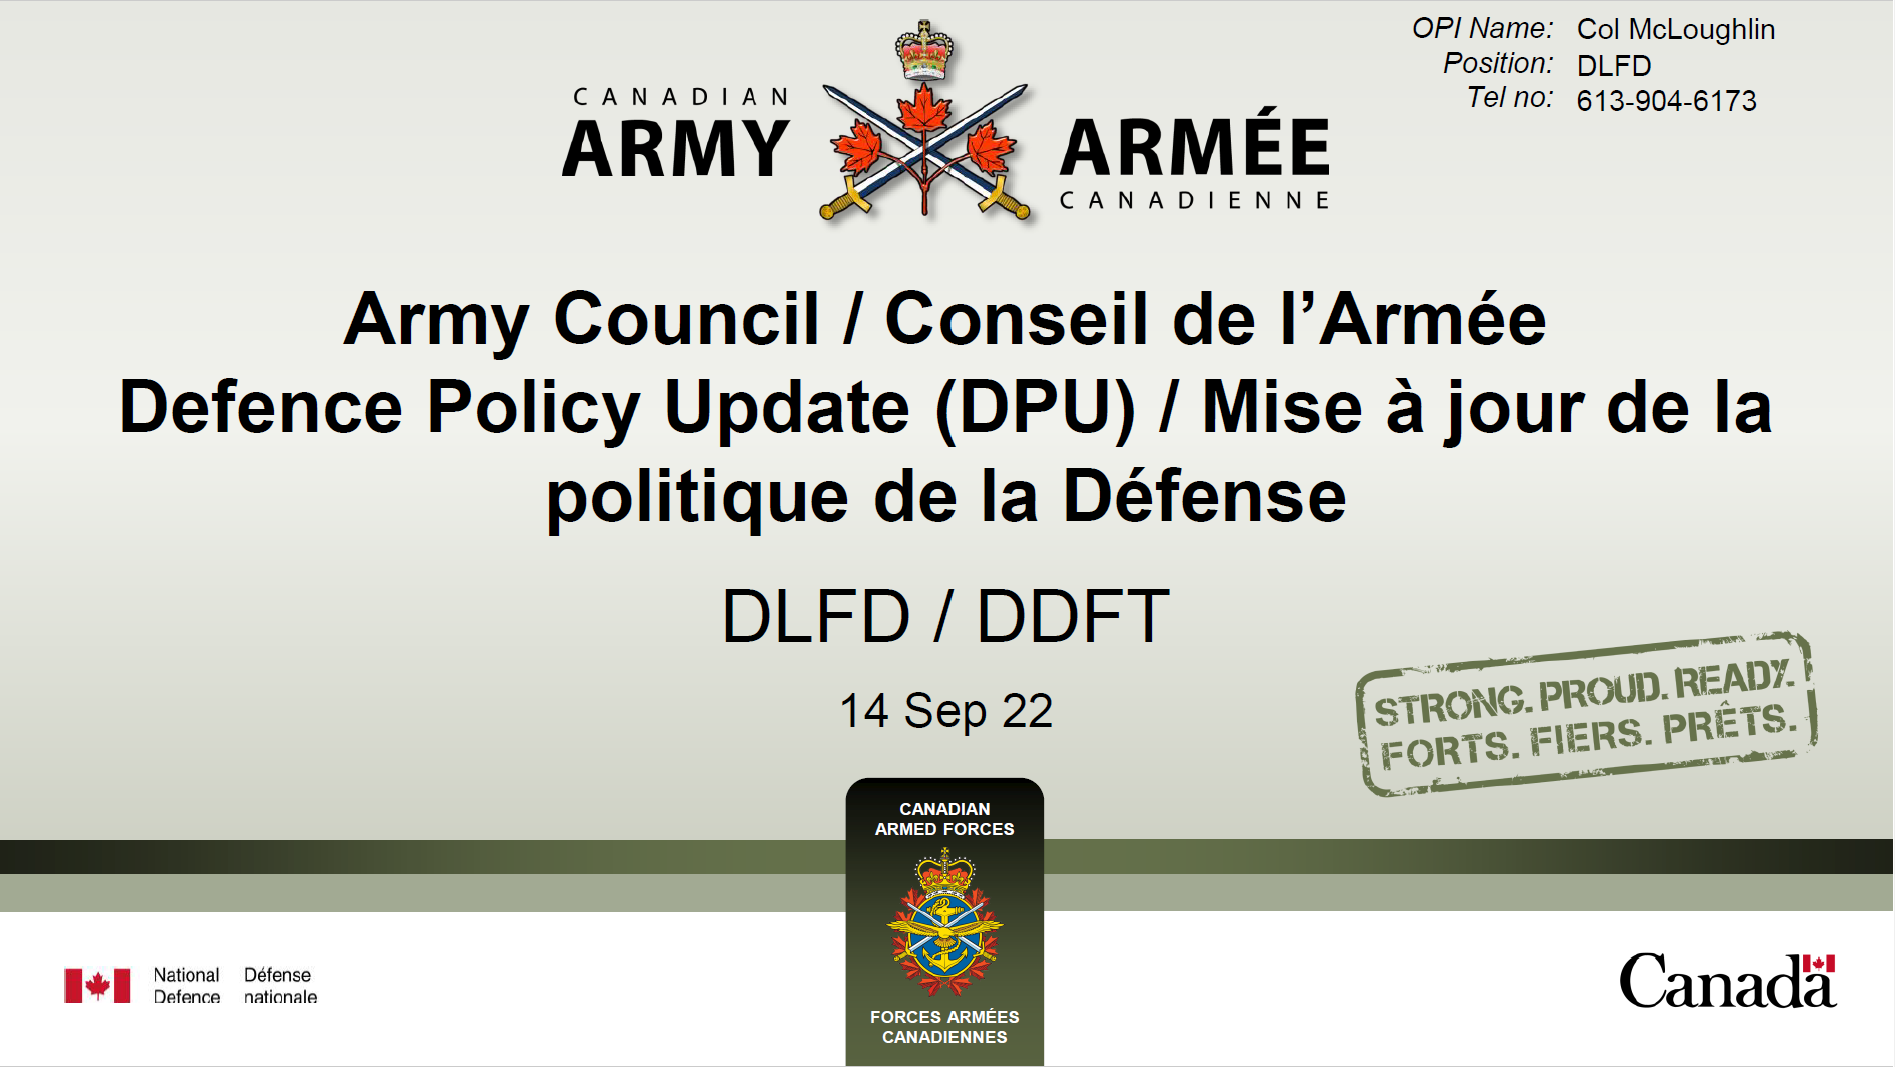 OPI Name: Col McLoughlin
Position: DLFD
Tel no: 613-904-6173
CANADIAN
ARMY
ARMÉE
CANADIENNE
Army Council / Conseil de l’Armée
Defence Policy Update (DPU) / Mise à jour de la
politique de la Défense
DLFD / DDFT
14 Sep 22
STRONG. PROUD. READY.
FORTS. FIERS. PRÊTS.
CANADIAN
ARMED FORCES
FORCES ARMÉES
CANADIENNES
National
Defence
Défense
nationale
Canada